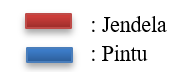 : Jendela
: Pintu